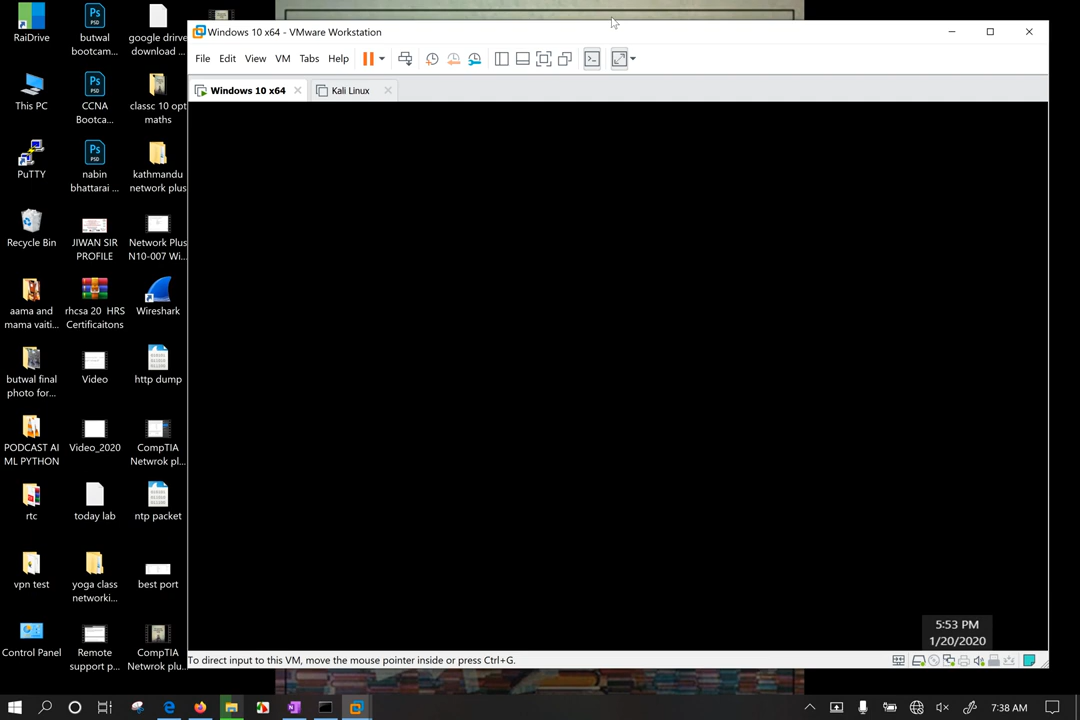 RaiDrive
butwal
bootcam...
google drirve
download ...
Windows 10 x64 - VMware Workstation
File Edit View VM Tabs Help
Windows 10 x64
Kali Linux
This PC
CCNA
Bootca...
classc 10 opt
maths
PuTTY
nabin
bhattarai ...
kathmandu
network plus
Recycle Bin
JIWAN SIR
PROFILE
Network Plus
N10-007 Wi...
aama and
mama vaiti...
rhcsa 20 HRS
Certificaitons
Wireshark
butwal final
photo for...
Video
http dump
PODCAST AI
ML PYTHON
Video_2020
CompTIA
Netwrok pl...
rtc
today lab
ntp packet
vpn test
yoga class
networki...
best port
Control Panel
Remote
support p...
CompTIA
Netwrok plu...
5:53 PM
1/20/2020
To direct input to this VM, move the mouse pointer inside or press Ctrl+G.
7:38 AM